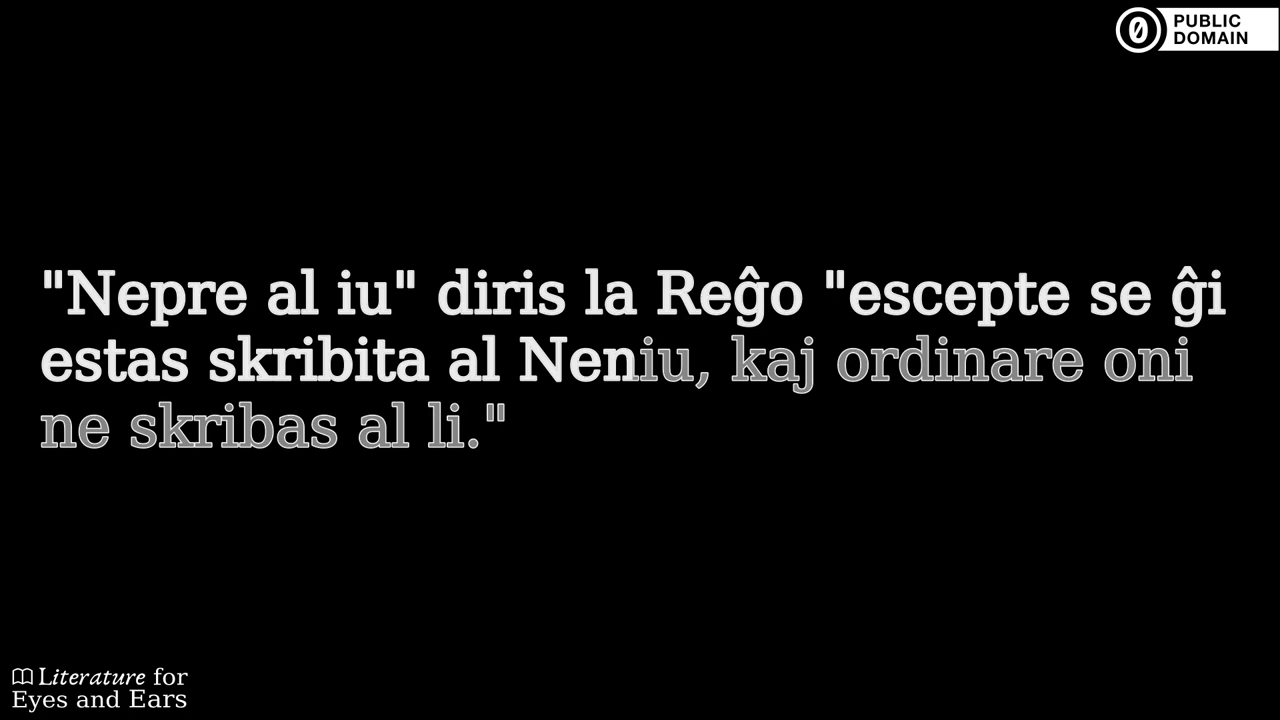 PUBLIC
DOMAIN
"Nepre al iu" diris la Reĝo "escepte se ĝi
estas skribita al Neniu, kaj ordinare oni
ne skribas al li."
Literature for
Eyes and Ears